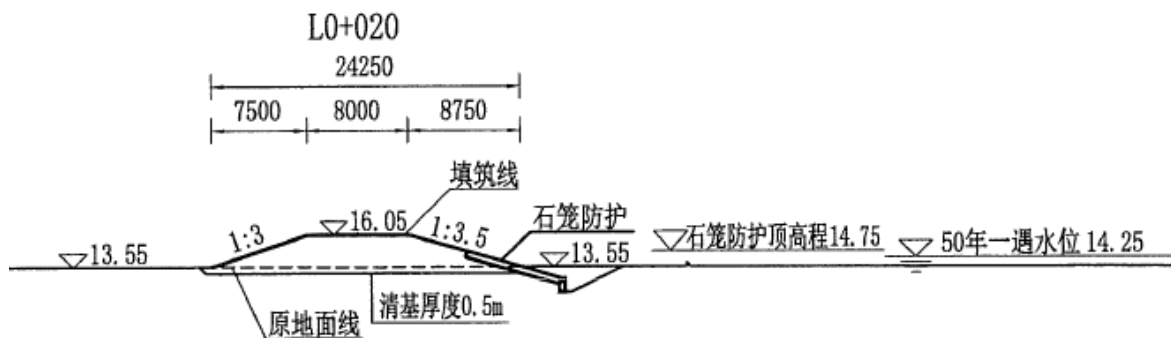 L0+020
24250
7500 8000 8750
填筑线
16.05
1:3
1:3.5
石笼防护
13.55
13.55
石笼防护顶高程14.75
50年一遇水位 14.25
清基厚度0.5m
原地面线